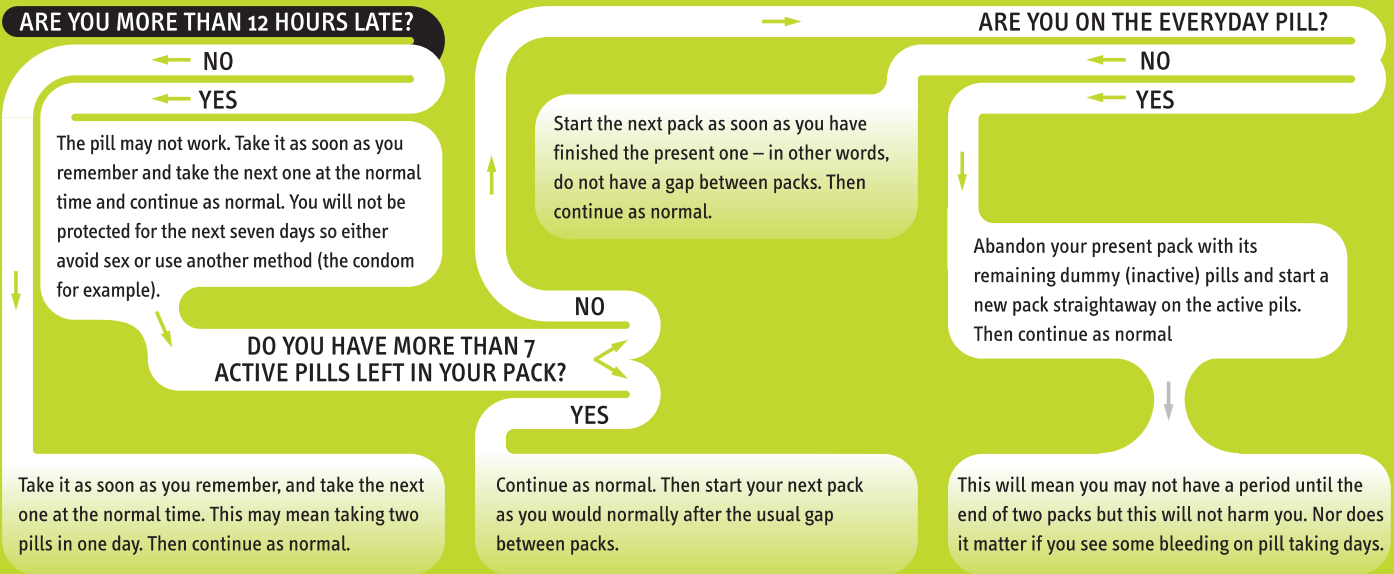 ARE YOU MORE THAN 12 HOURS LATE?
NO
YES
The pill may not work. Take it as soon as you
remember and take the next one at the normal
time and continue as normal. You will not be
protected for the next seven days so either
avoid sex or use another method (the condom
for example).
DO YOU HAVE MORE THAN 7
ACTIVE PILLS LEFT IN YOUR PACK?
NO
YES
Take it as soon as you remember, and take the next
one at the normal time. This may mean taking two
pills in one day. Then continue as normal.
Continue as normal. Then start your next pack
as you would normally after the usual gap
between packs.
ARE YOU ON THE EVERYDAY PILL?
NO
YES
Start the next pack as soon as you have
finished the present one – in other words,
do not have a gap between packs. Then
continue as normal.
Abandon your present pack with its
remaining dummy (inactive) pills and start a
new pack straightaway on the active pils.
Then continue as normal
This will mean you may not have a period until the
end of two packs but this will not harm you. Nor does
it matter if you see some bleeding on pill taking days.